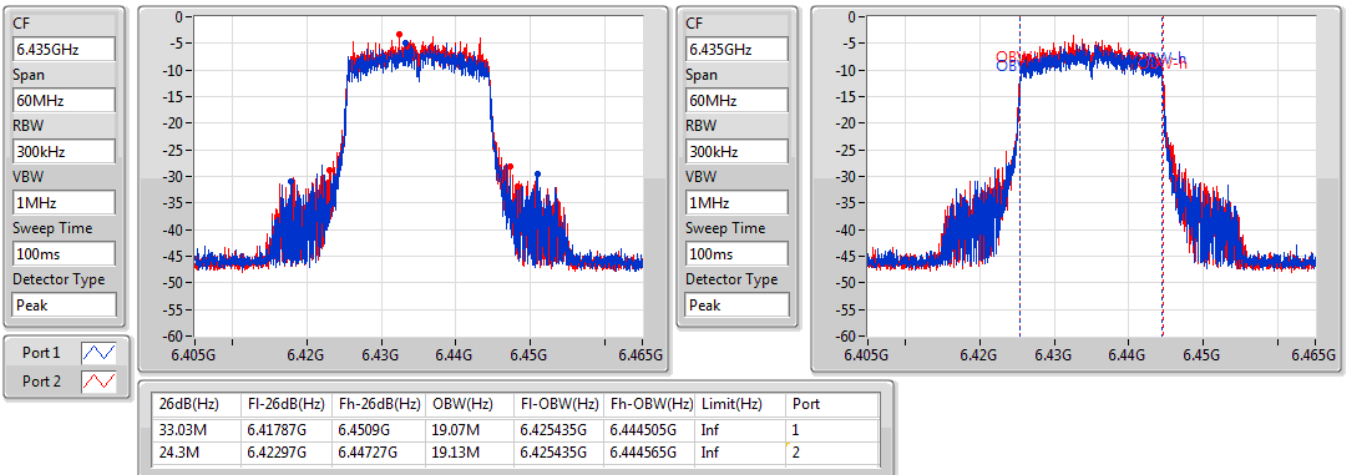 CF
6.435GHz
Span
60MHz
RBW
300kHz
VBW
1MHz
Sweep Time
100ms
Detector Type
Peak
Port 1
Port 2
0-
-5-
-10-
-15-
-20-
-25-
-30-
-35-
-40-
-45-
-50-
-55-
-60-
6.405G 6.42G 6.43G 6.44G 6.45G 6.465G
CF
6.435GHz
Span
60MHz
RBW
300kHz
VBW
1MHz
Sweep Time
100ms
Detector Type
Peak
0-
-5-
-10-
-15-
-20-
-25-
-30-
-35-
-40-
-45-
-50-
-55-
-60-
6.405G 6.42G 6.43G 6.44G 6.45G 6.465G
26dB(Hz) Fl-26dB(Hz) Fh-26dB(Hz) OBW(Hz) Fl-OBW(Hz) Fh-OBW(Hz) Limit(Hz) Port
33.03M 6.41787G 6.4509G 19.07M 6.425435G 6.444505G Inf 1
24.3M 6.42297G 6.44727G 19.13M 6.425435G 6.444565G Inf 2